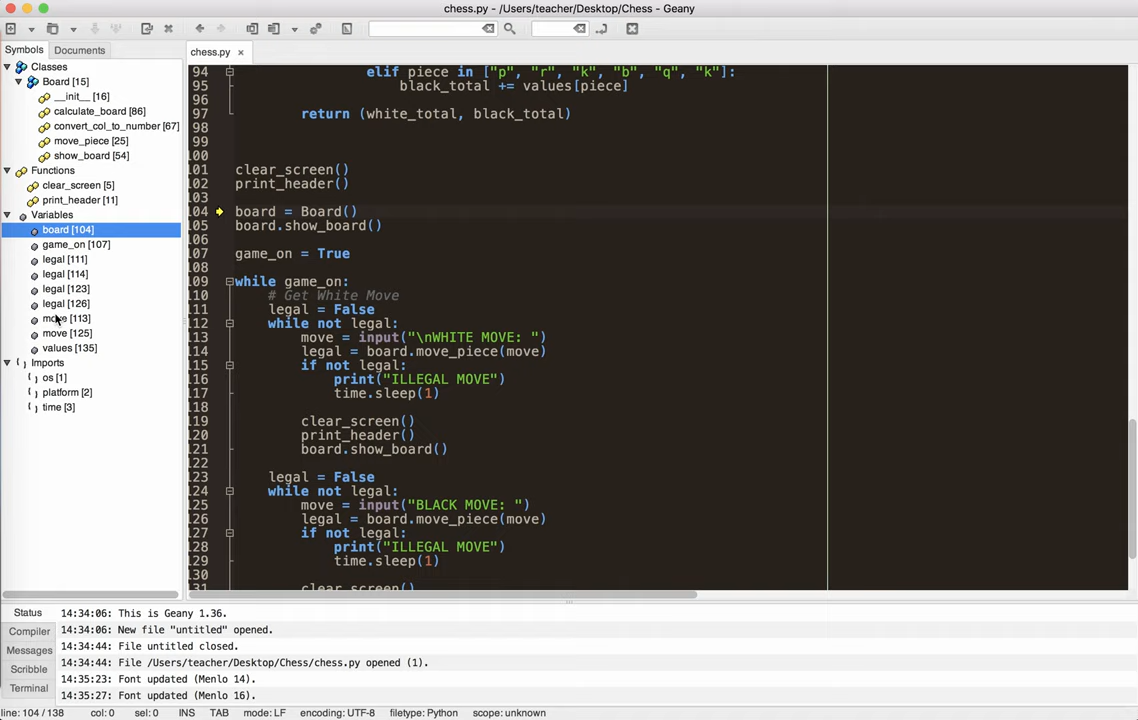 chess.py - /Users/teacher/Desktop/Chess - Geany
Symbols Documents
chess.py ×
Classes
Board [15]
__init__ [16]
calculate_board [86]
convert_col_to_number [67]
move_piece [25]
show_board [54]
Functions
clear_screen [5]
print_header [11]
Variables
board [104]
game_on [107]
legal [111]
legal [114]
legal [123]
legal [126]
move [113]
move [125]
values [135]
Imports
os [1]
platform [2]
time [3]
94 elif piece in ["p", "r", "k", "b", "q", "k"]:
95 black_total += values[piece]
96
97 return (white_total, black_total)
98
99
100
101 clear_screen()
102 print_header()
103
104 board = Board()
105 board.show_board()
106
107 game_on = True
108
109 while game_on:
110 # Get White Move
111 legal = False
112 while not legal:
113 move = input("\nWHITE MOVE: ")
114 legal = board.move_piece(move)
115 if not legal:
116 print("ILLEGAL MOVE")
117 time.sleep(1)
118
119 clear_screen()
120 print_header()
121 board.show_board()
122
123 legal = False
124 while not legal:
125 move = input("BLACK MOVE: ")
126 legal = board.move_piece(move)
127 if not legal:
128 print("ILLEGAL MOVE")
129 time.sleep(1)
130
131 clear_screen()
Status
Compiler
Messages
Scribble
Terminal
14:34:06: This is Geany 1.36.
14:34:06: New file "untitled" opened.
14:34:44: File untitled closed.
14:34:44: File /Users/teacher/Desktop/Chess/chess.py opened (1).
14:35:23: Font updated (Menlo 14).
14:35:27: Font updated (Menlo 16).
line: 104 / 138 col: 0 sel: 0 INS TAB mode: LF encoding: UTF-8 filetype: Python scope: unknown